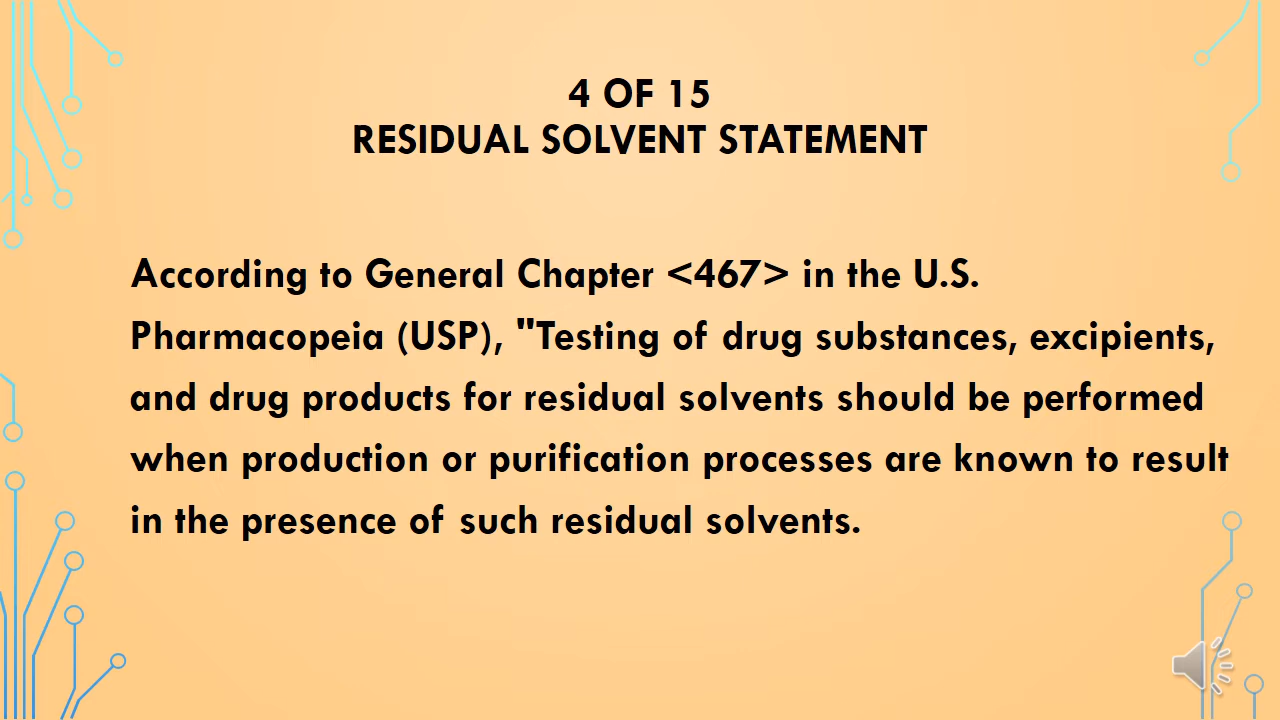 4 OF 15
RESIDUAL SOLVENT STATEMENT
According to General Chapter <467> in the U.S.
Pharmacopeia (USP), "Testing of drug substances, excipients,
and drug products for residual solvents should be performed
when production or purification processes are known to result
in the presence of such residual solvents.